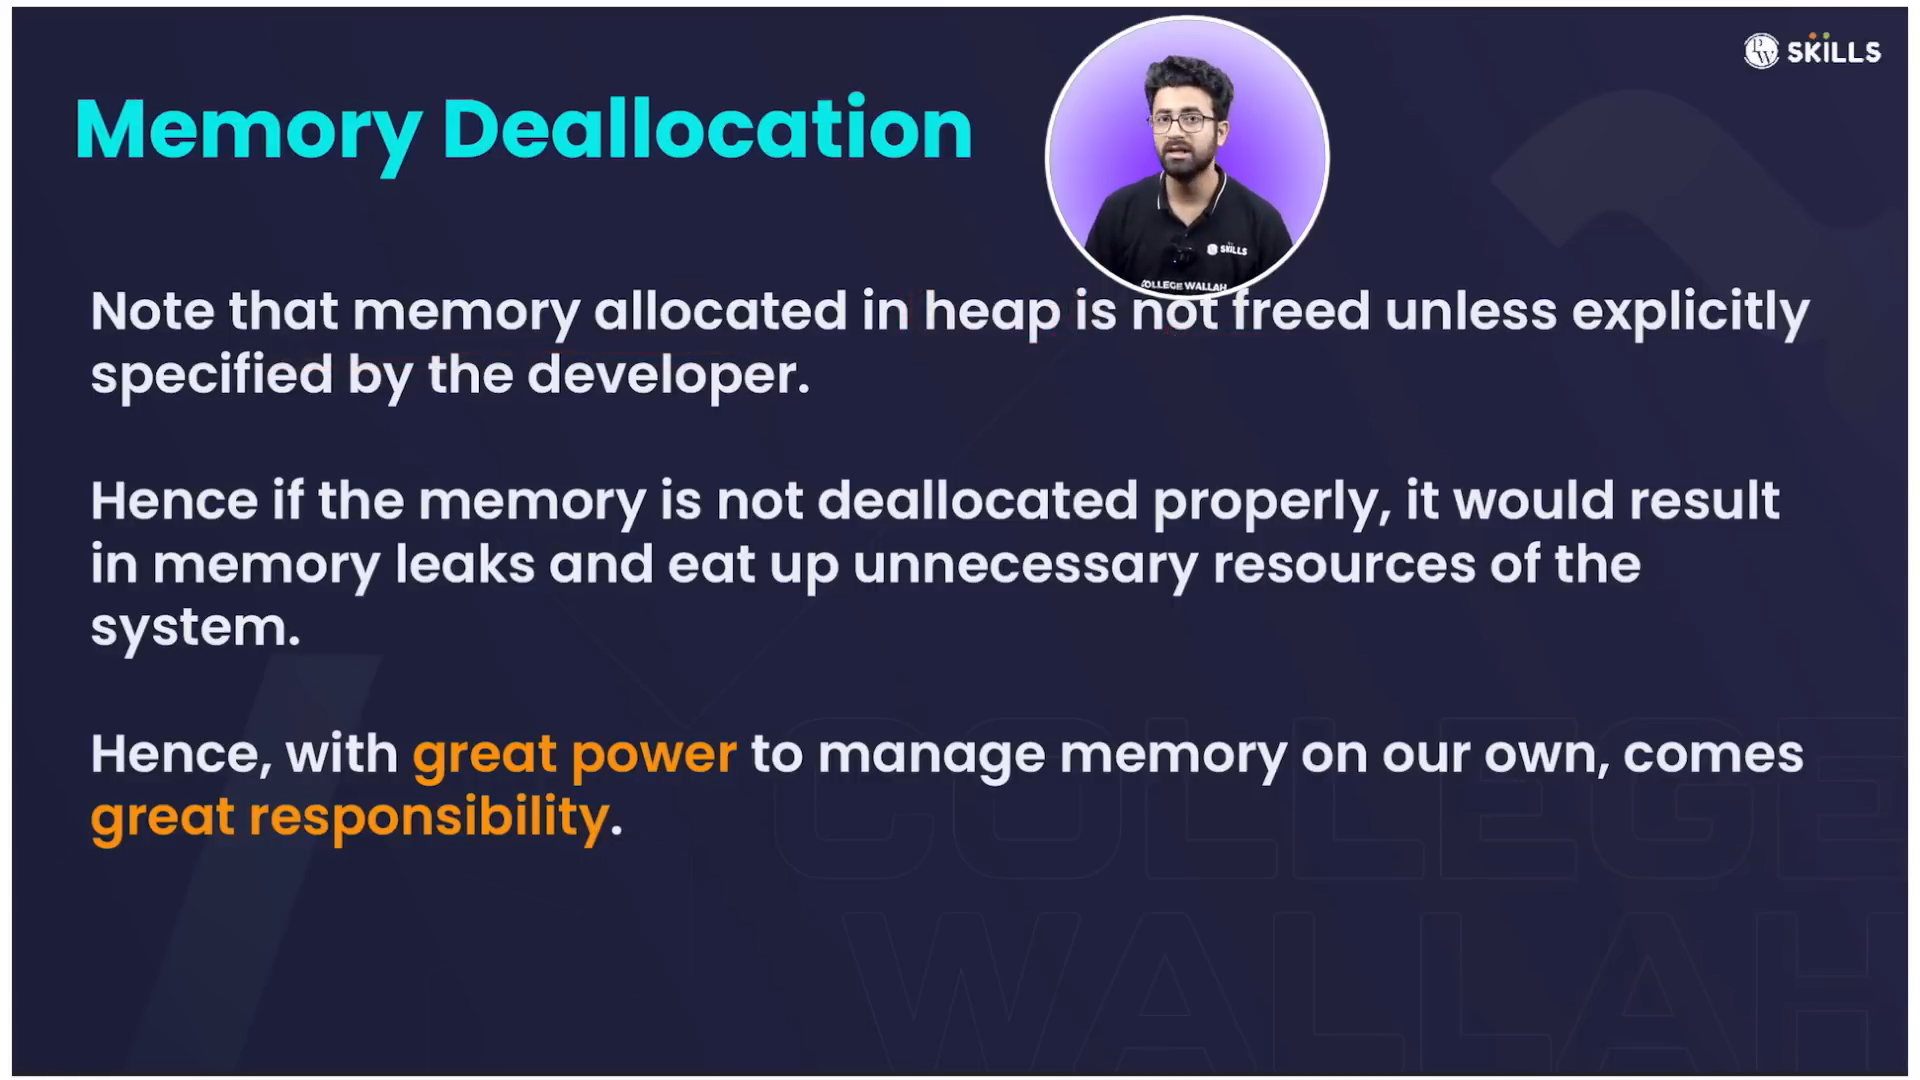 PW SKILLS
Memory Deallocation
SKILLS
COLLEGE WALLAH
Note that memory allocated in heap is not freed unless explicitly
specified by the developer.
Hence if the memory is not deallocated properly, it would result
in memory leaks and eat up unnecessary resources of the
system.
Hence, with great power to manage memory on our own, comes
great responsibility.
COLLEGE
WALLAH